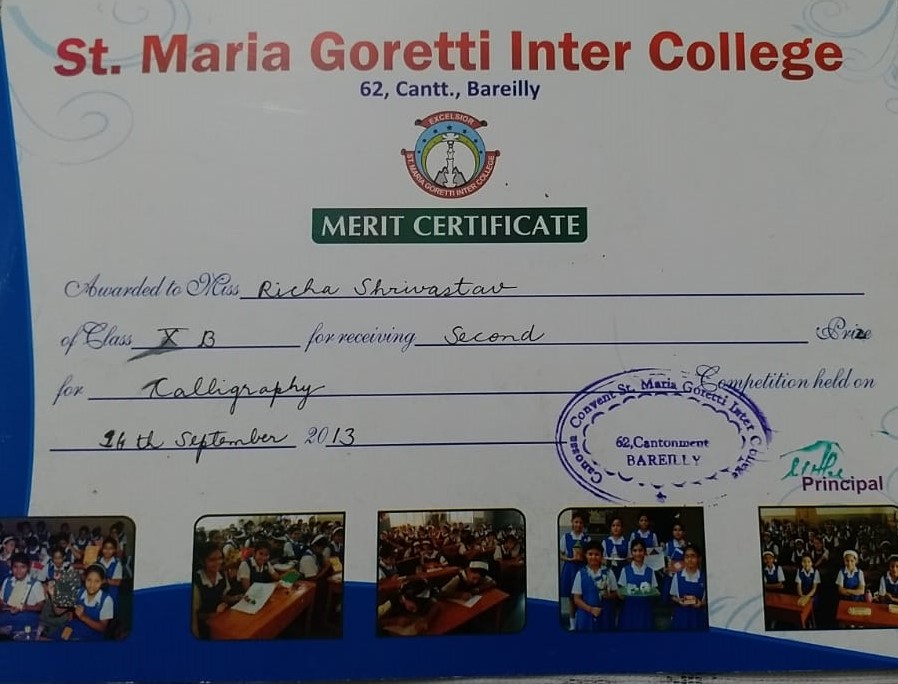 St. Maria Goretti Inter College
62, Cantt., Bareilly
EXCELSIOR
ST. MARIA GORETTI INTER COLLEGE
MERIT CERTIFICATE
Awarded to Miss Richa Shrivastav
of Class X B for receiving Second Prize
for Calligraphy Competition held on
September 2013
Canossa Convent St. Maria Goretti Inter College
62,Cantonment
BAREILLY
Principal